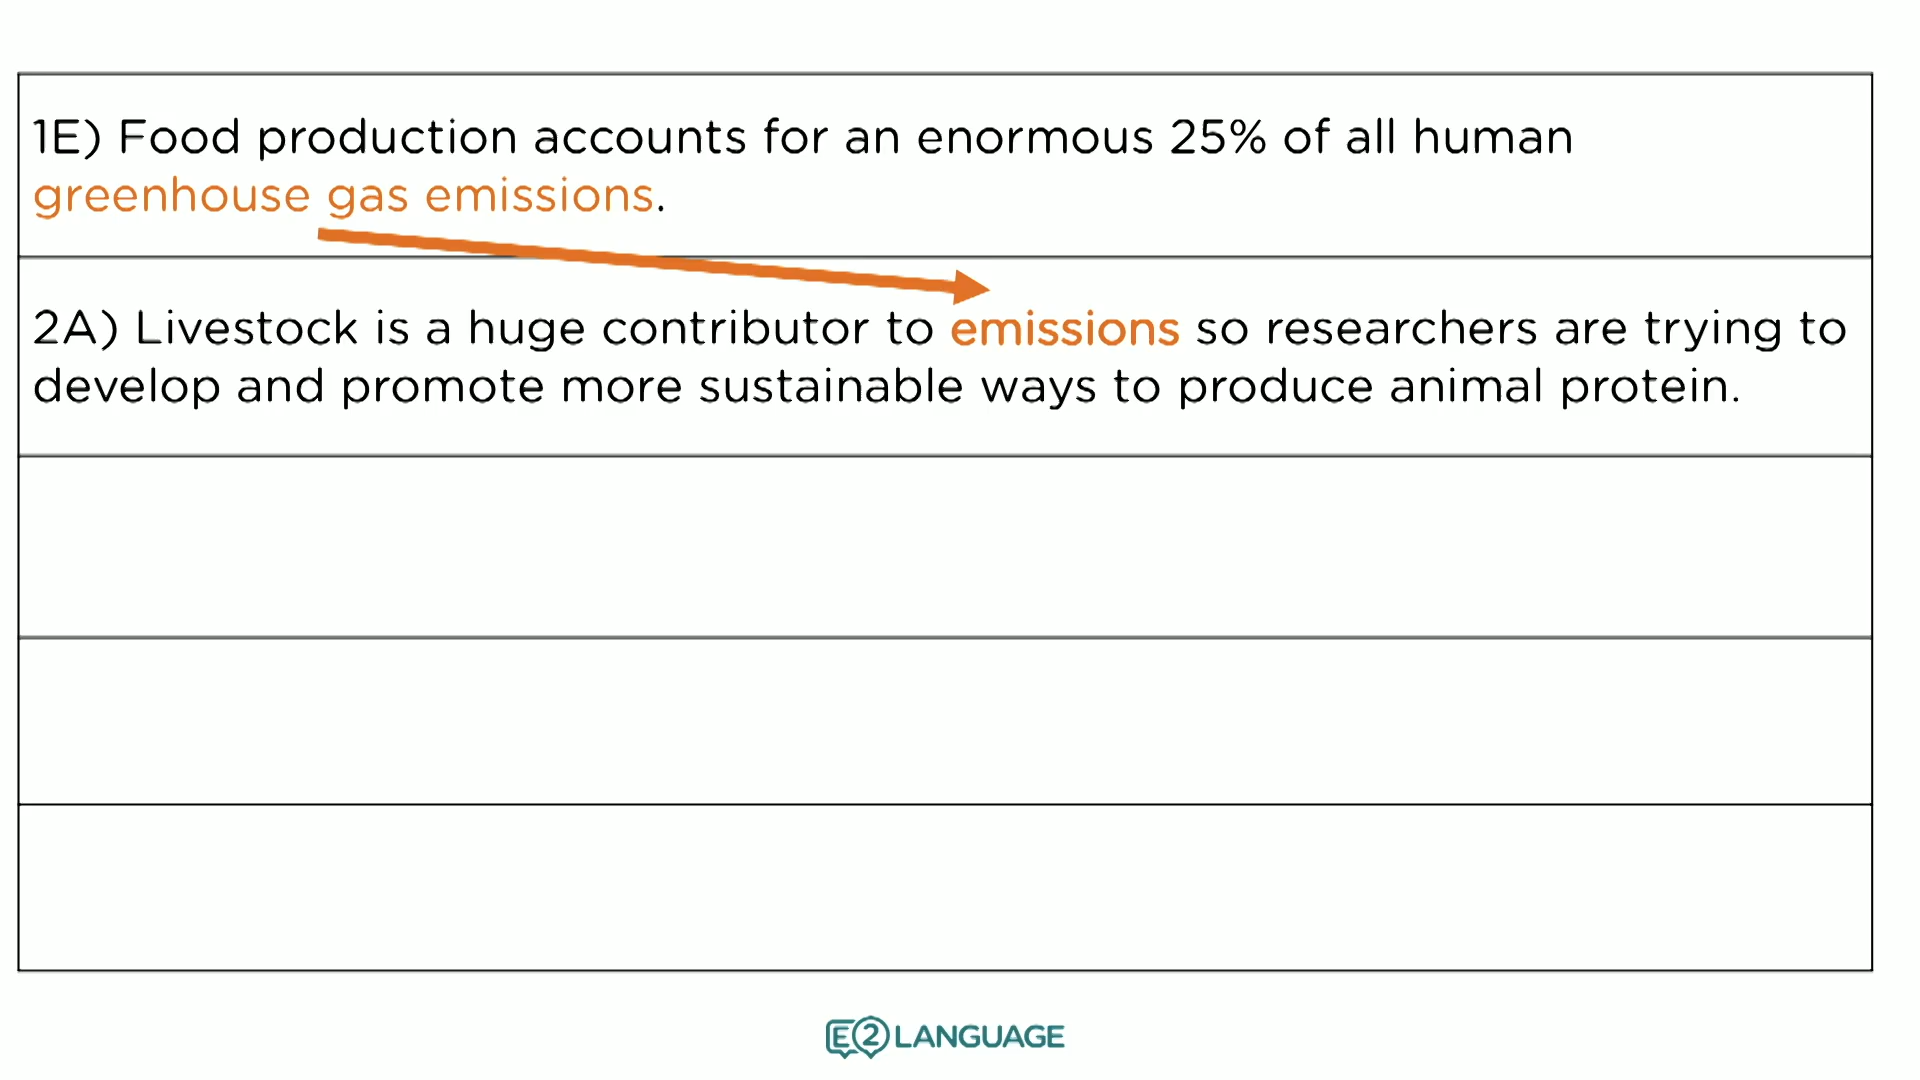 1E) Food production accounts for an enormous 25% of all human
greenhouse gas emissions.
2A) Livestock is a huge contributor to emissions so researchers are trying to
develop and promote more sustainable ways to produce animal protein.
E2 LANGUAGE